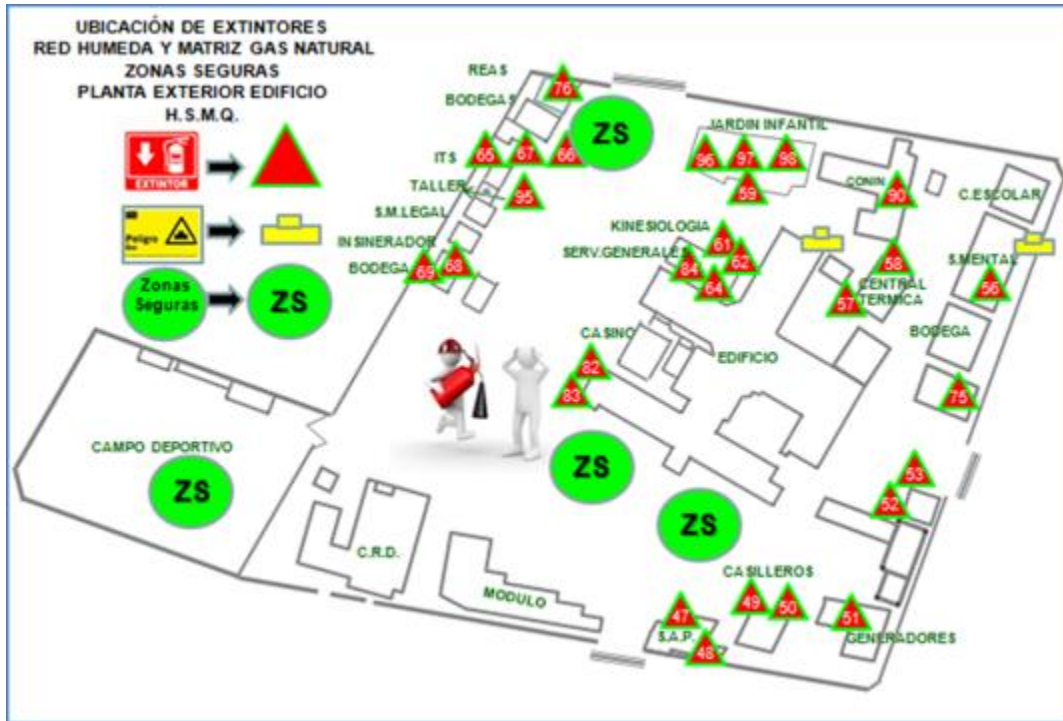 UBICACIÓN DE EXTINTORES
RED HUMEDA Y MATRIZ GAS NATURAL
ZONAS SEGURAS
PLANTA EXTERIOR EDIFICIO
H.S.M.Q.
EXTINTOR
Peligro
Zonas
Seguras
ZS
REAS
76
BODEGAS
ZS
ITS
65
67
66
TALLER
95
S.M.LEGAL
INSINERADOR
BODEGA
69
68
JARDIN INFANTIL
96
97
98
59
CONIN
90
C.ESCOLAR
KINESIOLOGIA
61
SERV.GENERALES
84
62
64
58
S.MENTAL
56
57
CENTRAL
TERMICA
BODEGA
75
CASINO
82
83
EDIFICIO
CAMPO DEPORTIVO
ZS
ZS
ZS
53
52
C.R.D.
MODULO
CASILLEROS
49
50
47
S.A.P.
48
51
GENERADORES